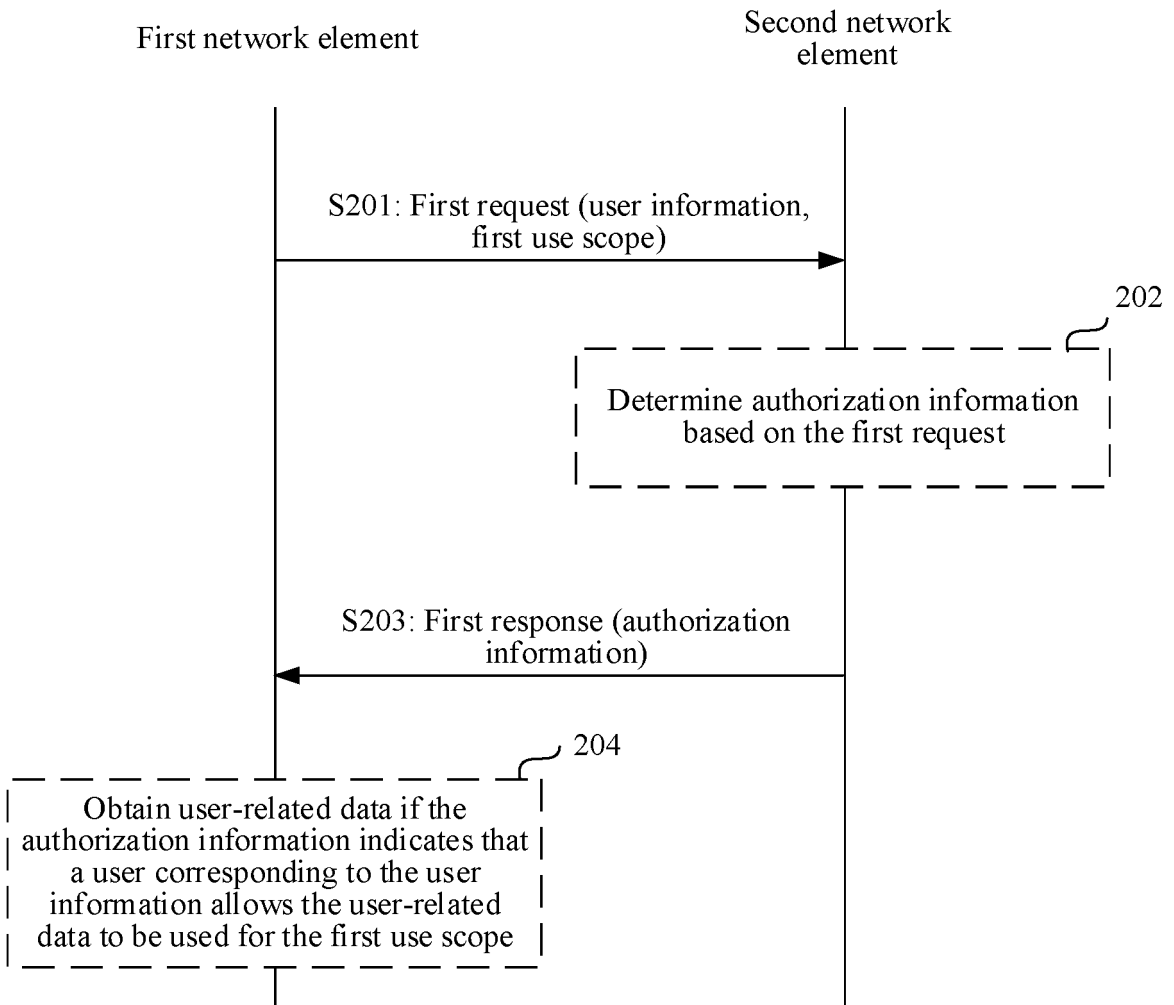 First network element
Second network
element
S201: First request (user information,
first use scope)
202
Determine authorization information
based on the first request
S203: First response (authorization
information)
204
Obtain user-related data if the
authorization information indicates that
a user corresponding to the user
information allows the user-related
data to be used for the first use scope